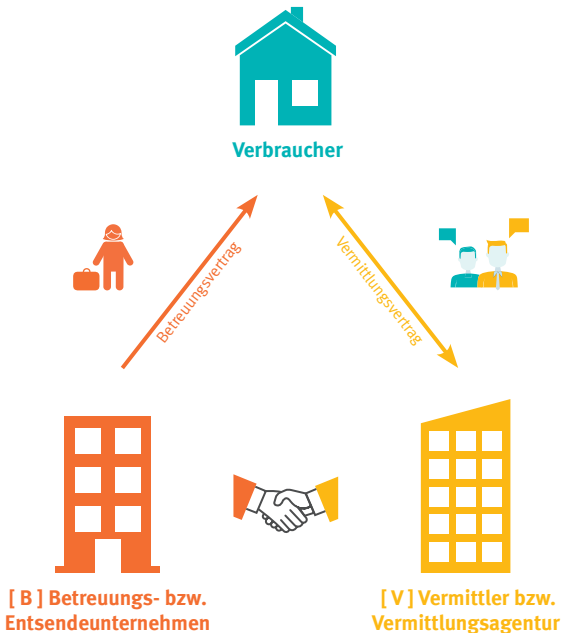 Verbraucher
Betreuungsvertrag
Vermittlungsvertrag
[ B ] Betreuungs- bzw.
Entsendeunternehmen
[ V ] Vermittler bzw.
Vermittlungsagentur